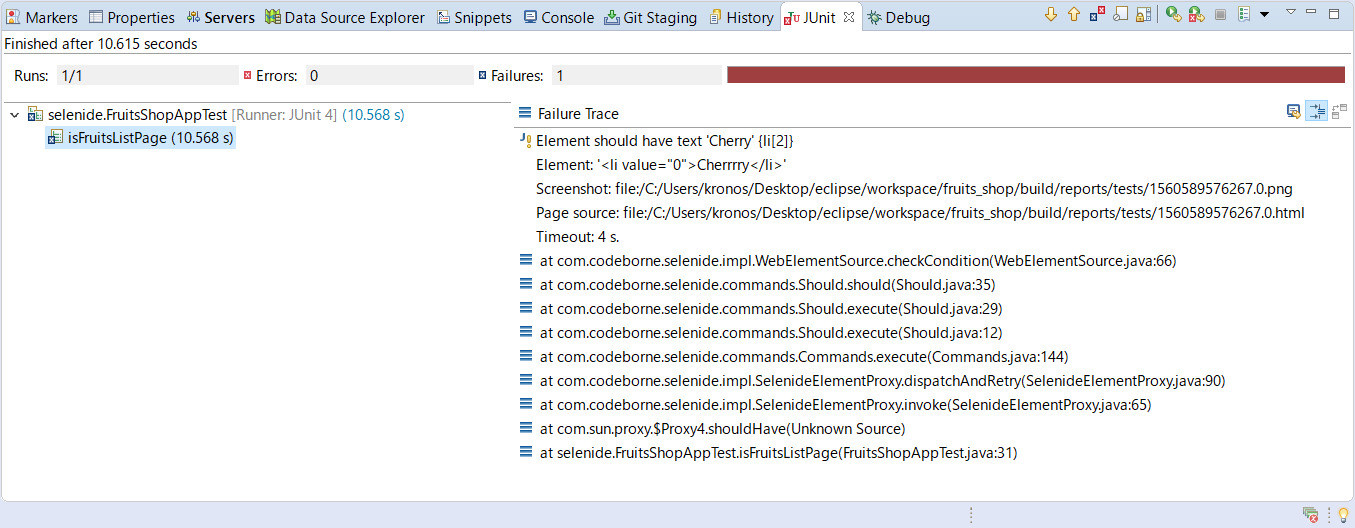 Markers Properties Servers Data Source Explorer Snippets Console Git Staging History JUnit Debug
Finished after 10.615 seconds
Runs: 1/1 Errors: 0 Failures: 1
selenide.FruitsShopAppTest [Runner: JUnit 4] (10.568 s)
isFruitsListPage (10.568 s)
Failure Trace
Element should have text 'Cherry' {li[2]}
Element: '<li value="0">Cherrrry</li>'
Screenshot: file:/C:/Users/kronos/Desktop/eclipse/workspace/fruits_shop/build/reports/tests/1560589576267.0.png
Page source: file:/C:/Users/kronos/Desktop/eclipse/workspace/fruits_shop/build/reports/tests/1560589576267.0.html
Timeout: 4 s.
at com.codeborne.selenide.impl.WebElementSource.checkCondition(WebElementSource.java:66)
at com.codeborne.selenide.commands.Should.should(Should.java:35)
at com.codeborne.selenide.commands.Should.execute(Should.java:29)
at com.codeborne.selenide.commands.Should.execute(Should.java:12)
at com.codeborne.selenide.commands.Commands.execute(Commands.java:144)
at com.codeborne.selenide.impl.SelenideElementProxy.dispatchAndRetry(SelenideElementProxy.java:90)
at com.codeborne.selenide.impl.SelenideElementProxy.invoke(SelenideElementProxy.java:65)
at com.sun.proxy.$Proxy4.shouldHave(Unknown Source)
at selenide.FruitsShopAppTest.isFruitsListPage(FruitsShopAppTest.java:31)